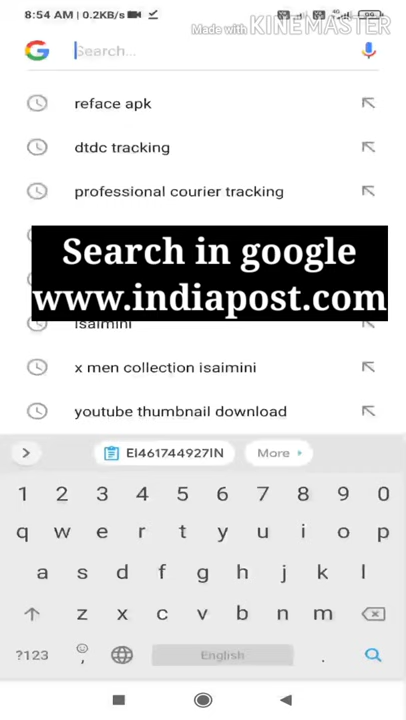 8:54 AM | 0.2KB/s
Made with KINEMASTER
Search...
reface apk
dtdc tracking
professional courier tracking
Search in google
www.indiapost.com
isaimini
x men collection isaimini
youtube thumbnail download
EI461744927IN More
1 2 3 4 5 6 7 8 9 0
q w e r t y u i o p
a s d f g h j k l
z x c v b n m
?123 , English .